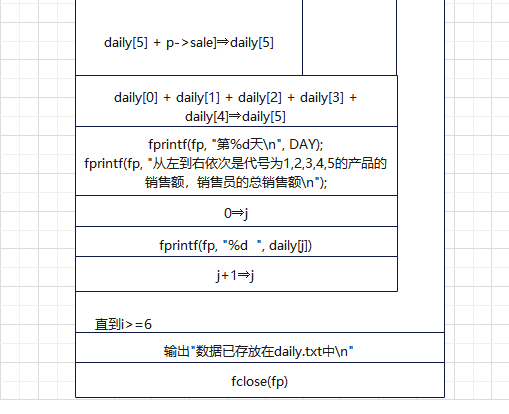 daily[5] + p->sale]⇒daily[5]
daily[0] + daily[1] + daily[2] + daily[3] +
daily[4]⇒daily[5]
fprintf(fp, "第%d天\n", DAY);
fprintf(fp, "从左到右依次是代号为1,2,3,4,5的产品的
销售额，销售员的总销售额\n");
0⇒j
fprintf(fp, "%d  ", daily[j])
j+1⇒j
直到i>=6
输出"数据已存放在daily.txt中\n"
fclose(fp)